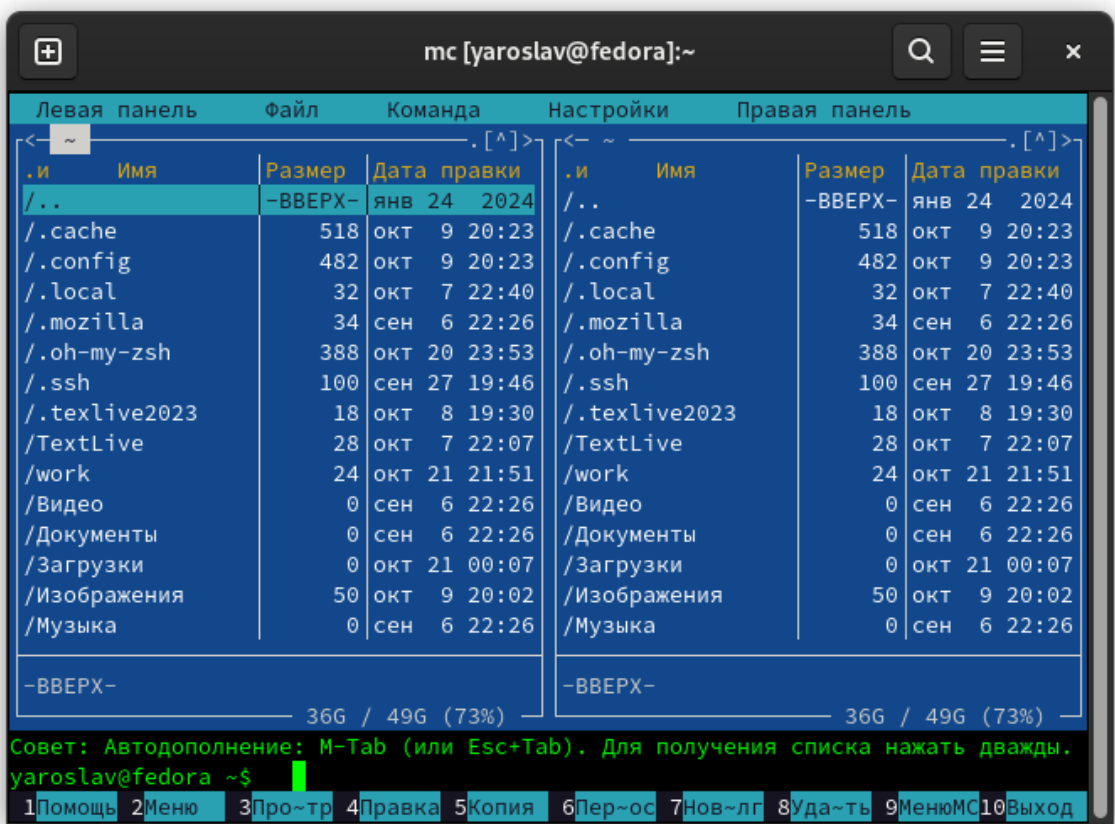 mc [yaroslav@fedora]:~
Левая панель Файл Команда Настройки Правая панель
<─ ~ .[^]> <─ ~ .[^]>
.и Имя Размер Дата правки .и Имя Размер Дата правки
/.. -ВВЕРХ- янв 24 2024 /.. -ВВЕРХ- янв 24 2024
/.cache 518 окт 9 20:23 /.cache 518 окт 9 20:23
/.config 482 окт 9 20:23 /.config 482 окт 9 20:23
/.local 32 окт 7 22:40 /.local 32 окт 7 22:40
/.mozilla 34 сен 6 22:26 /.mozilla 34 сен 6 22:26
/.oh-my-zsh 388 окт 20 23:53 /.oh-my-zsh 388 окт 20 23:53
/.ssh 100 сен 27 19:46 /.ssh 100 сен 27 19:46
/.texlive2023 18 окт 8 19:30 /.texlive2023 18 окт 8 19:30
/TextLive 28 окт 7 22:07 /TextLive 28 окт 7 22:07
/work 24 окт 21 21:51 /work 24 окт 21 21:51
/Видео 0 сен 6 22:26 /Видео 0 сен 6 22:26
/Документы 0 сен 6 22:26 /Документы 0 сен 6 22:26
/Загрузки 0 окт 21 00:07 /Загрузки 0 окт 21 00:07
/Изображения 50 окт 9 20:02 /Изображения 50 окт 9 20:02
/Музыка 0 сен 6 22:26 /Музыка 0 сен 6 22:26
-ВВЕРХ- -ВВЕРХ-
36G / 49G (73%) 36G / 49G (73%)
Совет: Автодополнение: M-Tab (или Esc+Tab). Для получения списка нажать дважды.
yaroslav@fedora ~$
1Помощь 2Меню 3Про~тр 4Правка 5Копия 6Пер~ос 7Нов~лг 8Уда~ть 9МенюMC 10Выход